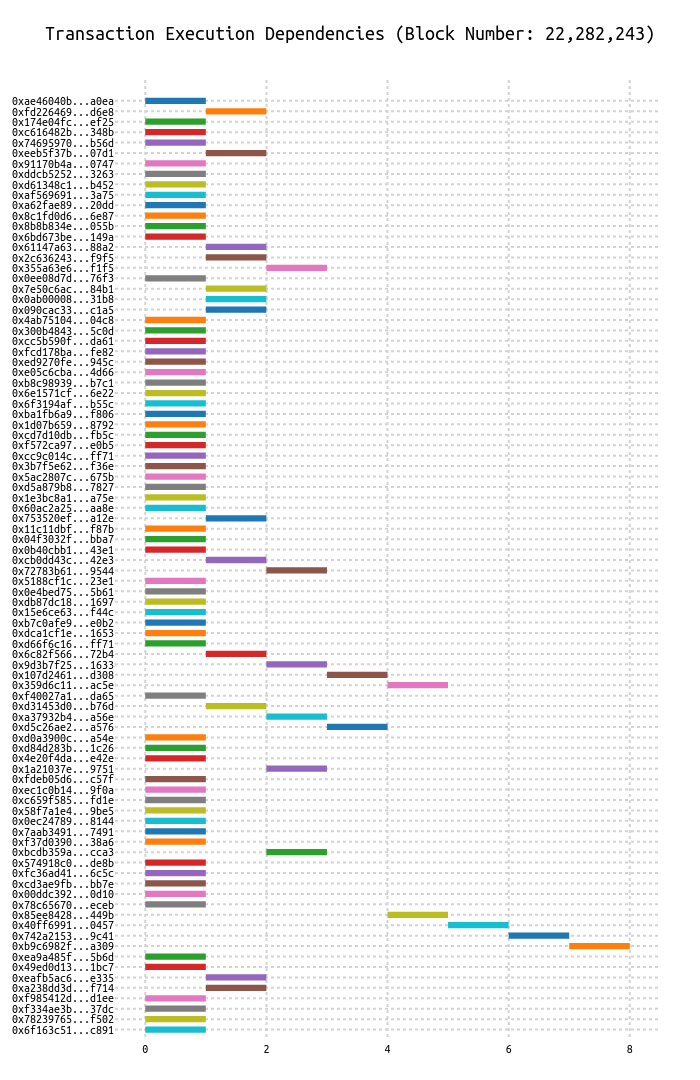 Transaction Execution Dependencies (Block Number: 22,282,243)
0xae46040b...a0ea
0xfd226469...d6e8
0x174e04fc...ef25
0xc616482b...348b
0x74695970...b56d
0xeeb5f37b...07d1
0x91170b4a...0747
0xddcb5252...3263
0xd61348c1...b452
0xaf569691...3a75
0xa62fae89...20dd
0x8c1fd0d6...6e87
0x8b8b834e...055b
0x6bd673be...149a
0x61147a63...88a2
0x2c636243...f9f5
0x355a63e6...f1f5
0x0ee08d7d...76f3
0x7e50c6ac...84b1
0x0ab00008...31b8
0x090cac33...c1a5
0x4ab75104...04c8
0x300b4843...5c0d
0xcc5b590f...da61
0xfcd178ba...fe82
0xed9270fe...945c
0xe05c6cba...4d66
0xb8c98939...b7c1
0x6e1571cf...6e22
0x6f3194af...b55c
0xba1fb6a9...f806
0x1d07b659...8792
0xcd7d10db...fb5c
0xf572ca97...e0b5
0xcc9c014c...ff71
0x3b7f5e62...f36e
0x5ac2807c...675b
0xd5a879b8...7827
0x1e3bc8a1...a75e
0x60ac2a25...aa8e
0x753520ef...a12e
0x11c11dbf...f87b
0x04f3032f...bba7
0x0b40cbb1...43e1
0xcb0dd43c...42e3
0x72783b61...9544
0x5188cf1c...23e1
0x0e4bed75...5b61
0xdb87dc18...1697
0x15e6ce63...f44c
0xb7c0afe9...e0b2
0xdca1cf1e...1653
0xd66f6c16...ff71
0x6c82f566...72b4
0x9d3b7f25...1633
0x107d2461...d308
0x359d6c11...ac5e
0xf40027a1...da65
0xd31453d0...b76d
0xa37932b4...a56e
0xd5c26ae2...a576
0xd0a3900c...a54e
0xd84d283b...1c26
0x4e20f4da...e42e
0x1a21037e...9751
0xfdeb05d6...c57f
0xec1c0b14...9f0a
0xc659f585...fd1e
0x58f7a1e4...9be5
0x0ec24789...8144
0x7aab3491...7491
0xf37d0390...38a6
0xbcdb359a...cca3
0x574918c0...de8b
0xfc36ad41...6c5c
0xcd3ae9fb...bb7e
0x00ddc392...0d10
0x78c65670...eceb
0x85ee8428...449b
0x40ff6991...0457
0x742a2153...9c41
0xb9c6982f...a309
0xea9a485f...5b6d
0x49ed0d13...1bc7
0xeafb5ac6...e335
0xa238dd3d...f714
0xf985412d...d1ee
0xf334ae3b...37dc
0x78239765...f502
0x6f163c51...c891
0 2 4 6 8